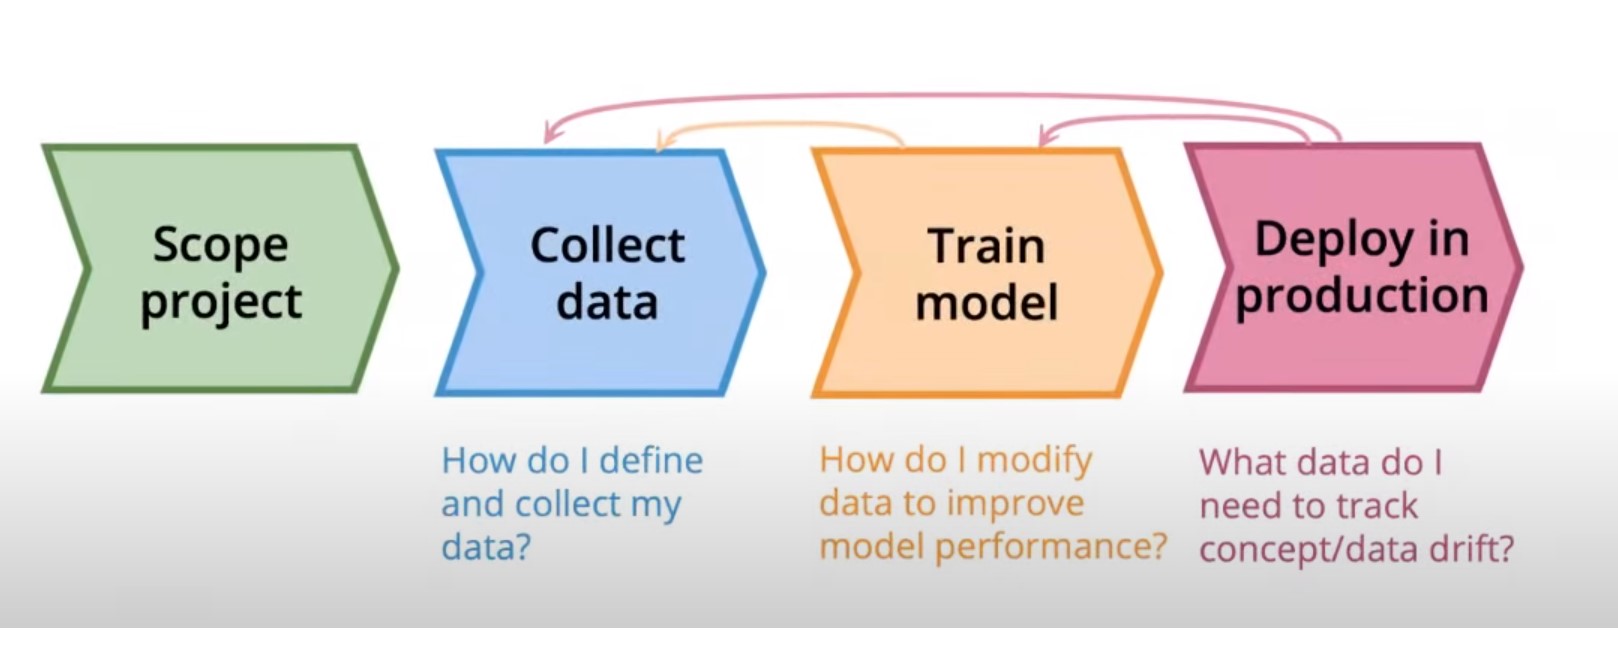 Scope
project
Collect
data
Train
model
Deploy in
production
How do I define
and collect my
data?
How do I modify
data to improve
model performance?
What data do I
need to track
concept/data drift?